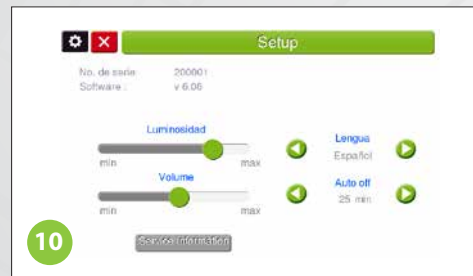 Setup
No. de serie: 200001
Software : v 6.06
Luminosidad
min max
Lengua
Español
Volume
min max
Auto off
25 min
Service Information
10